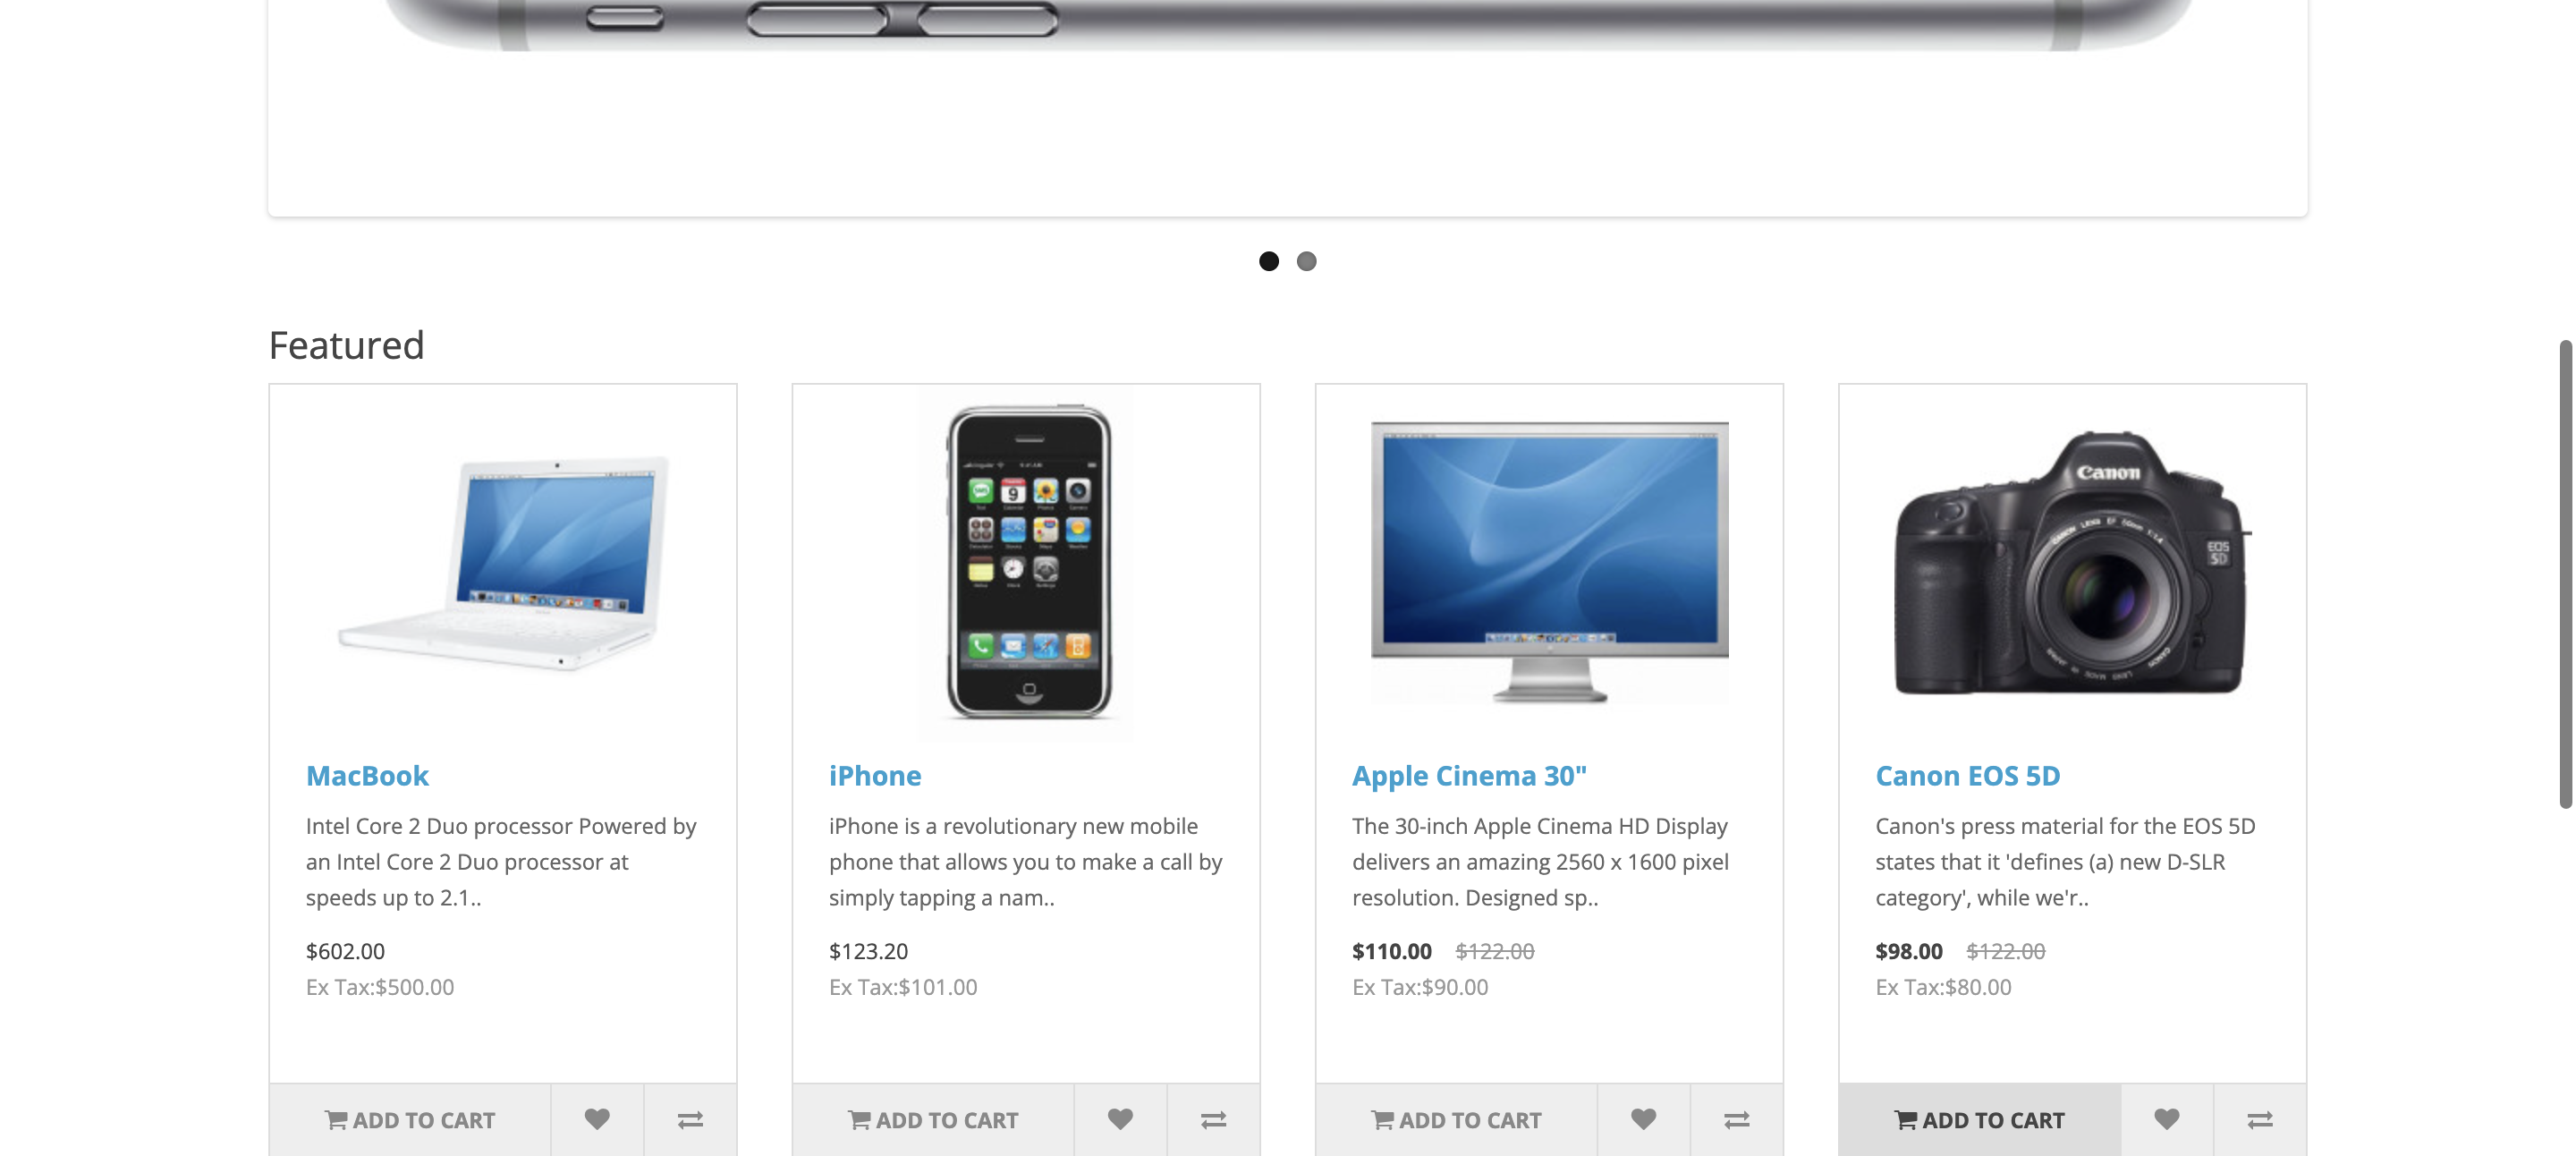 Featured
Canon
EOS
5D
MacBook
Intel Core 2 Duo processor Powered by
an Intel Core 2 Duo processor at
speeds up to 2.1..
$602.00
Ex Tax:$500.00
ADD TO CART
iPhone
iPhone is a revolutionary new mobile
phone that allows you to make a call by
simply tapping a nam..
$123.20
Ex Tax:$101.00
ADD TO CART
Apple Cinema 30"
The 30-inch Apple Cinema HD Display
delivers an amazing 2560 x 1600 pixel
resolution. Designed sp..
$110.00 $122.00
Ex Tax:$90.00
ADD TO CART
Canon EOS 5D
Canon's press material for the EOS 5D
states that it 'defines (a) new D-SLR
category', while we'r..
$98.00 $122.00
Ex Tax:$80.00
ADD TO CART